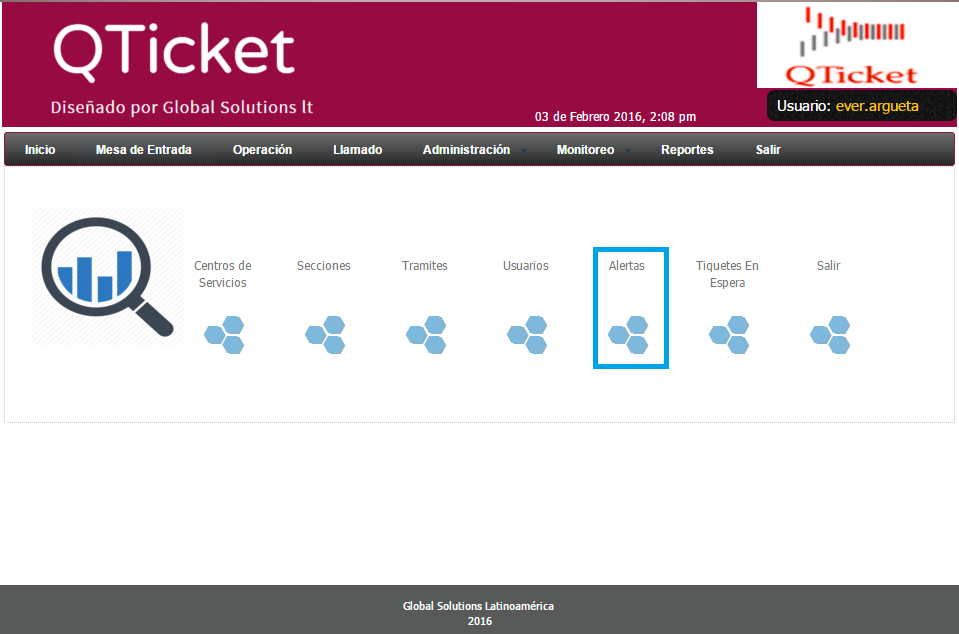 QTicket
Diseñado por Global Solutions lt
03 de Febrero 2016, 2:08 pm
QTicket
Usuario: ever.argueta
Inicio Mesa de Entrada Operación Llamado Administración Monitoreo Reportes Salir
Centros de Servicios
Secciones
Tramites
Usuarios
Alertas
Tiquetes En Espera
Salir
Global Solutions Latinoamérica
2016